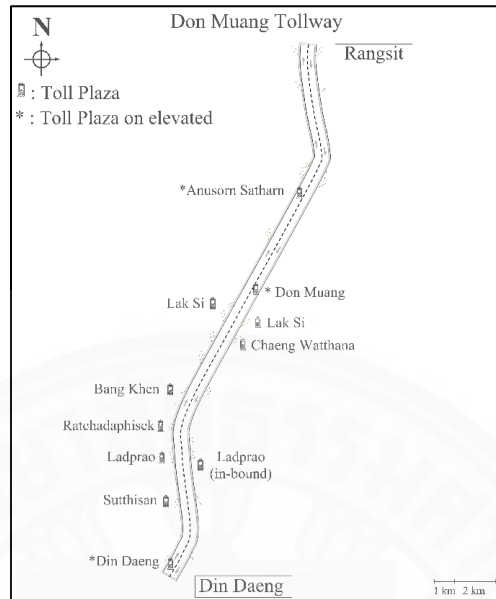 Don Muang Tollway
N
Rangsit
: Toll Plaza
* : Toll Plaza on elevated
*Anusorn Satharn
* Don Muang
Lak Si
Lak Si
Chaeng Watthana
Bang Khen
Ratchadaphisek
Ladprao
Ladprao
(in-bound)
Sutthisan
*Din Daeng
Din Daeng
1 km 2 km